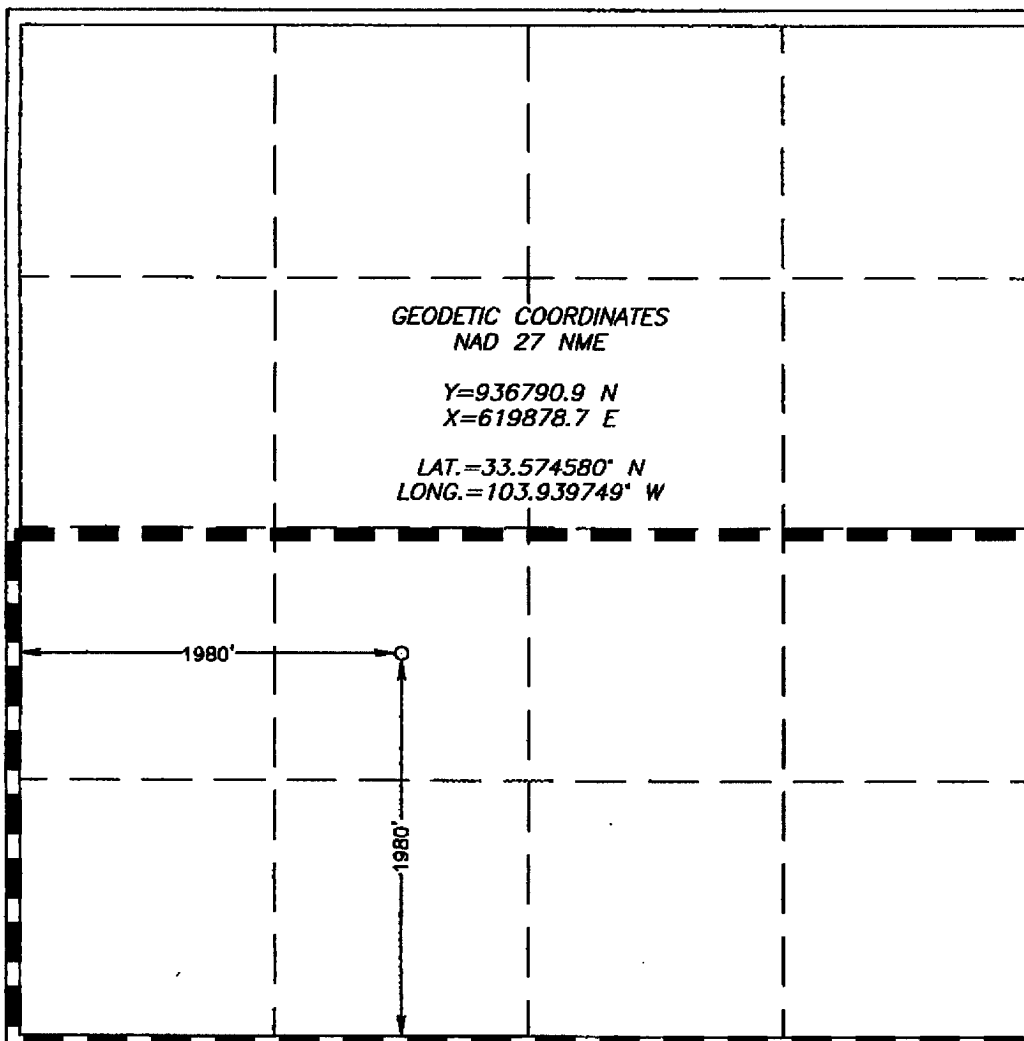 GEODETIC COORDINATES
NAD 27 NME
Y=936790.9 N
X=619878.7 E
LAT.=33.574580° N
LONG.=103.939749° W
1980'
1980'